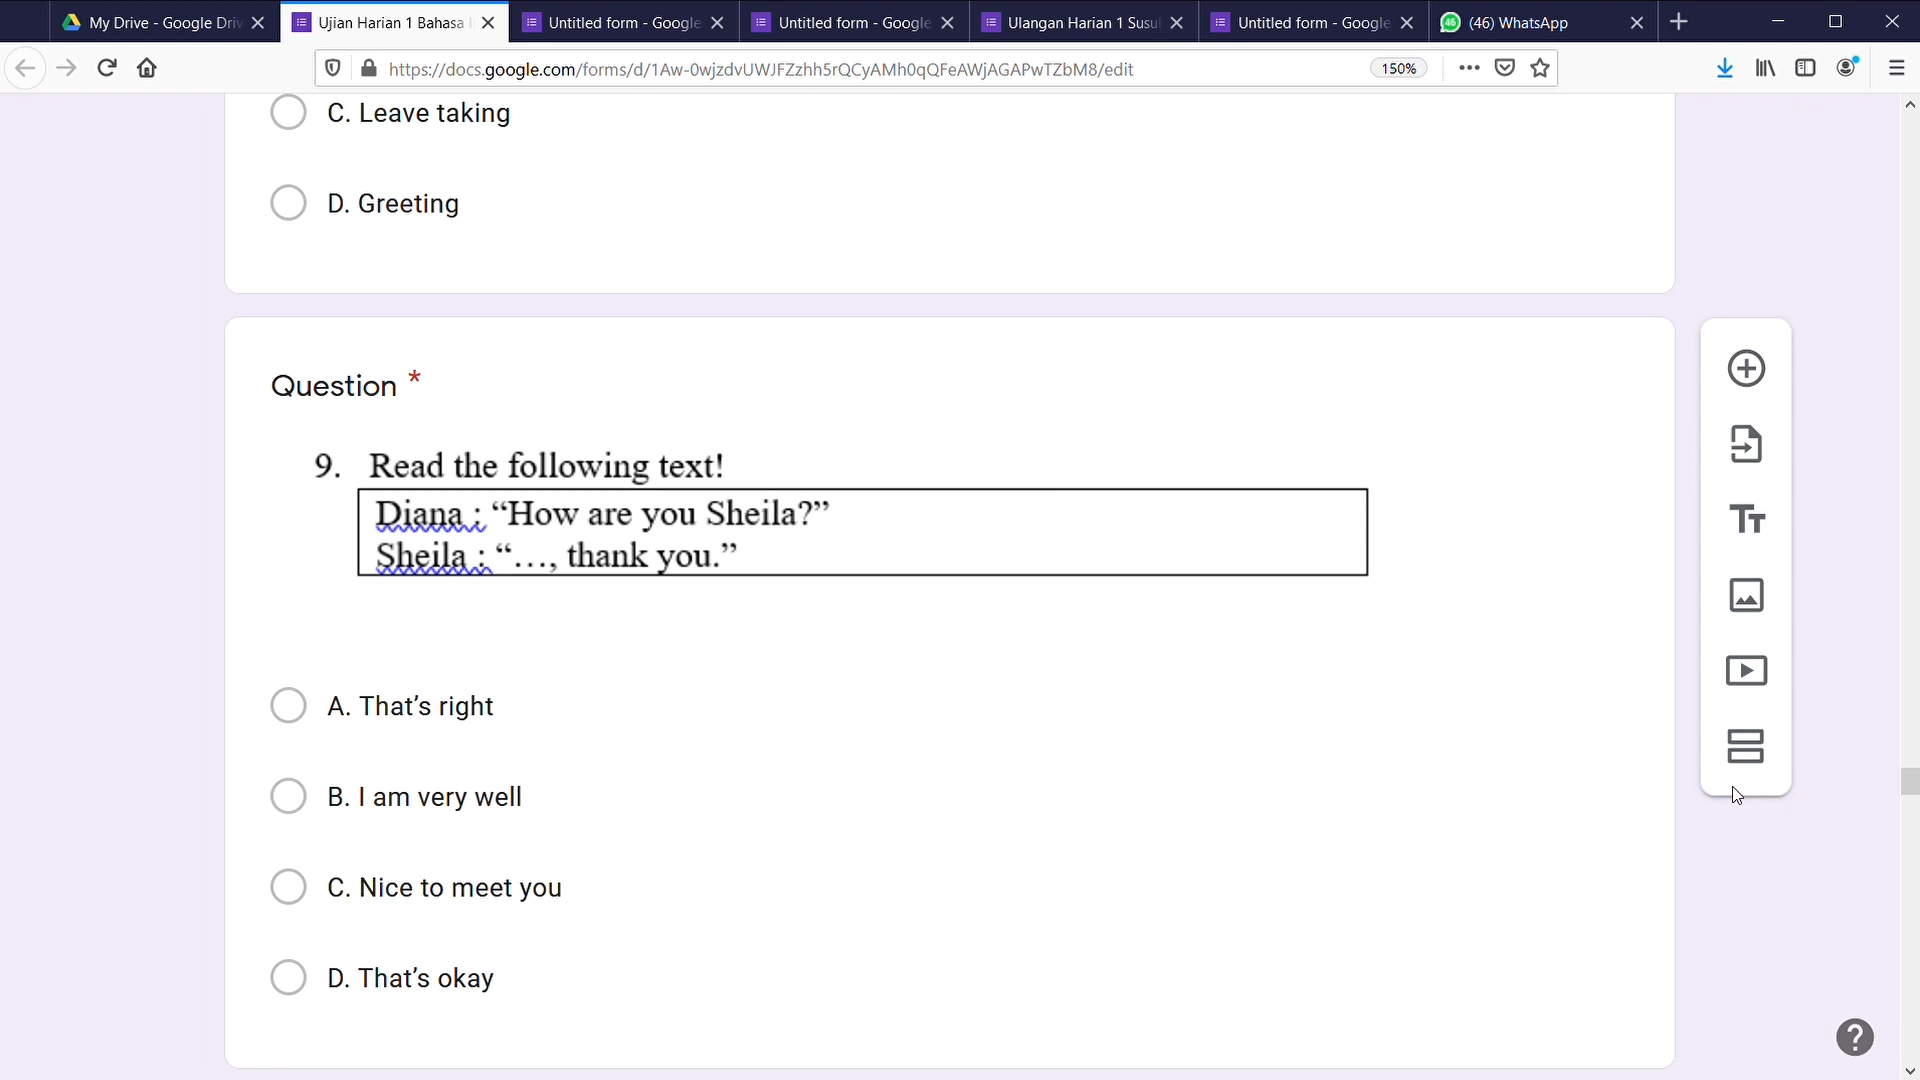 My Drive - Google Driv
Ujian Harian 1 Bahasa I
Untitled form - Google
Untitled form - Google
Ulangan Harian 1 Susul
Untitled form - Google
(46) WhatsApp
https://docs.google.com/forms/d/1Aw-0wjzdvUWJFZzhh5rQCyAMh0qQFeAWjAGAPwTZbM8/edit
150%
C. Leave taking
D. Greeting
Question *
9. Read the following text!
Diana : “How are you Sheila?”
Sheila : “…, thank you.”
A. That’s right
B. I am very well
C. Nice to meet you
D. That’s okay